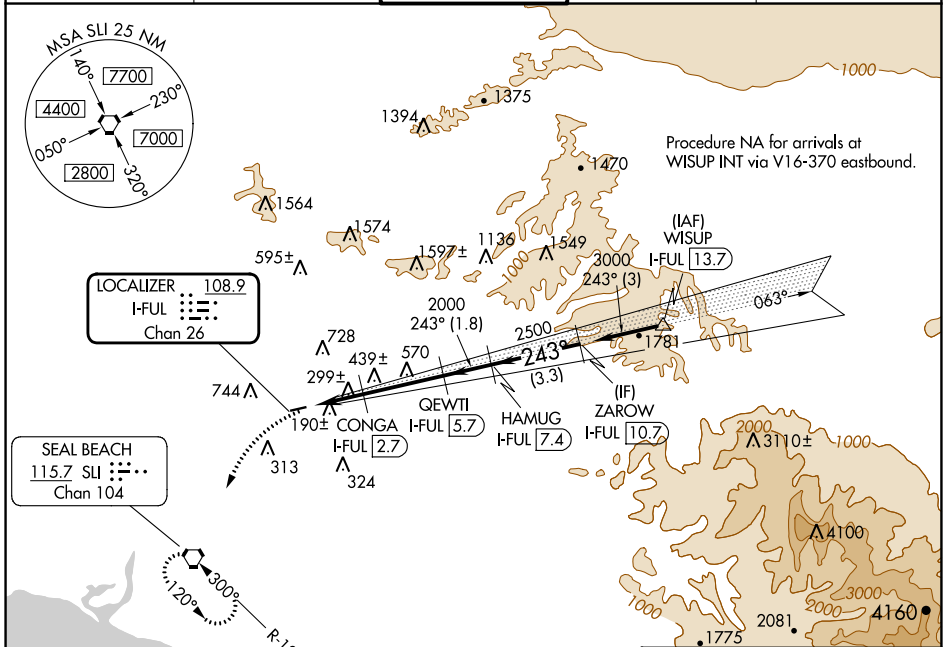 MSA SLI 25 NM
140°
7700
230°
4400
7000
050°
2800
320°
1000
1375
1394
1470
Procedure NA for arrivals at
WISUP INT via V16-370 eastbound.
1564
1574
595±
1597±
1136
1549
1000
(IAF)
WISUP
I-FUL 13.7
3000
243° (3)
063°
LOCALIZER 108.9
I-FUL
Chan 26
2000
243° (1.8)
2500
243°
(3.3)
1781
728
439±
570
299±
744
190±
CONGA
I-FUL 2.7
QEWTI
I-FUL 5.7
HAMUG
I-FUL 7.4
(IF)
ZAROW
I-FUL 10.7
313
324
2000
3110±
1000
SEAL BEACH
115.7 SLI
Chan 104
4100
120°
300°
1000
2000
3000
4160
2081
1775